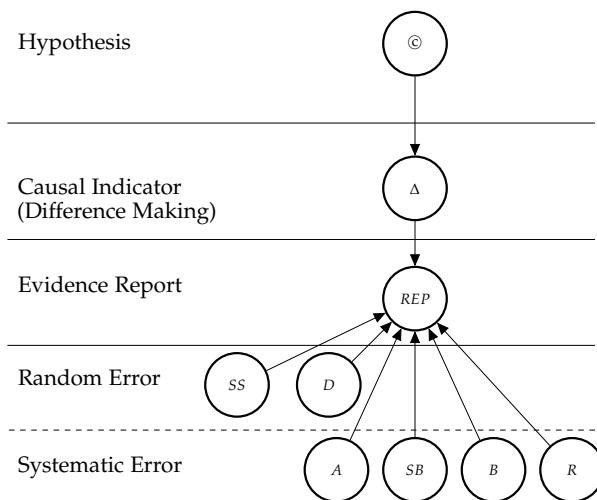 Hypothesis
©
Causal Indicator
(Difference Making)
Δ
Evidence Report
REP
Random Error
SS
D
Systematic Error
A
SB
B
R